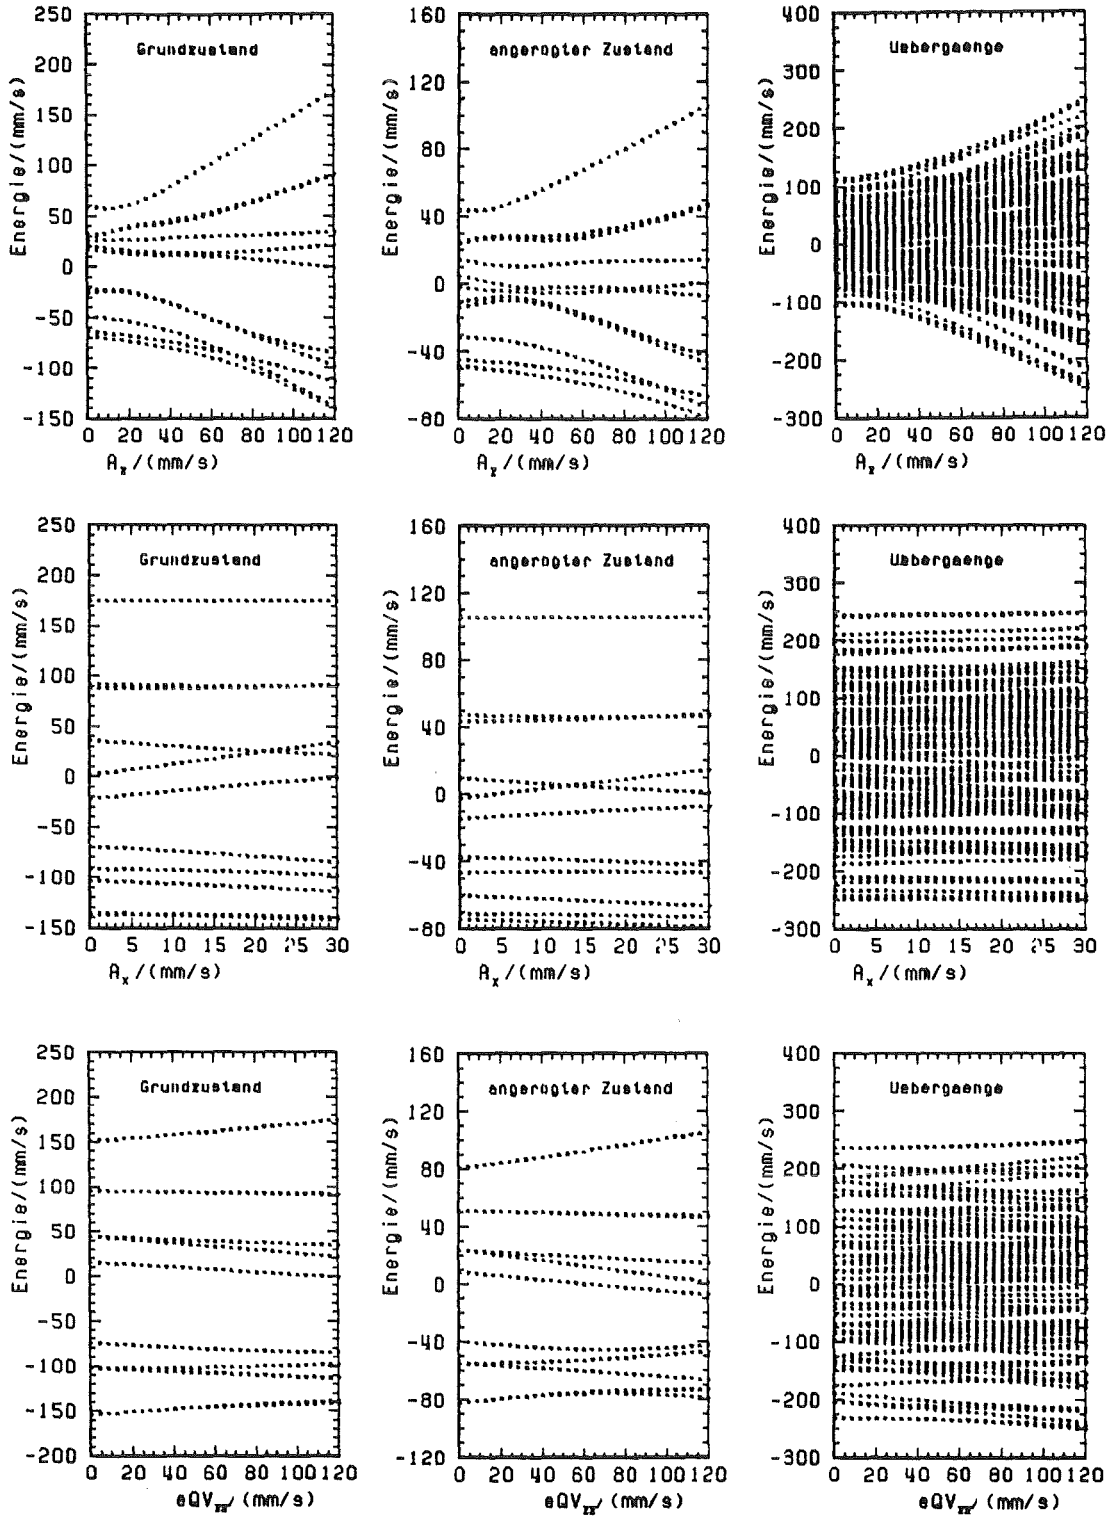 Grundzustand
Energie/(mm/s)
250
200
150
100
50
0
-50
-100
-150
0 20 40 60 80 100 120
A_z/(mm/s)
angeregter Zustand
Energie/(mm/s)
160
120
80
40
0
-40
-80
0 20 40 60 80 100 120
A_z/(mm/s)
Uebergaenge
Energie/(mm/s)
400
300
200
100
0
-100
-200
-300
0 20 40 60 80 100 120
A_z/(mm/s)
Grundzustand
Energie/(mm/s)
250
200
150
100
50
0
-50
-100
-150
0 5 10 15 20 25 30
A_x/(mm/s)
angeregter Zustand
Energie/(mm/s)
160
120
80
40
0
-40
-80
0 5 10 15 20 25 30
A_x/(mm/s)
Uebergaenge
Energie/(mm/s)
400
300
200
100
0
-100
-200
-300
0 5 10 15 20 25 30
A_x/(mm/s)
Grundzustand
Energie/(mm/s)
250
200
150
100
50
0
-50
-100
-150
-200
0 20 40 60 80 100 120
eQV_zz/(mm/s)
angeregter Zustand
Energie/(mm/s)
160
120
80
40
0
-40
-80
-120
0 20 40 60 80 100 120
eQV_zz/(mm/s)
Uebergaenge
Energie/(mm/s)
400
300
200
100
0
-100
-200
-300
0 20 40 60 80 100 120
eQV_zz/(mm/s)